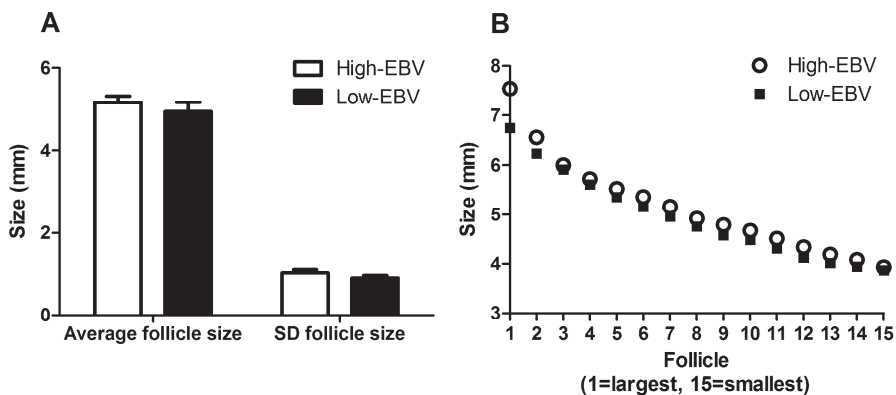 A
Size (mm)
6
4
2
0
High-EBV
Low-EBV
Average follicle size
SD follicle size
B
Size (mm)
8
7
6
5
4
3
High-EBV
Low-EBV
1 2 3 4 5 6 7 8 9 10 11 12 13 14 15
Follicle
(1=largest, 15=smallest)